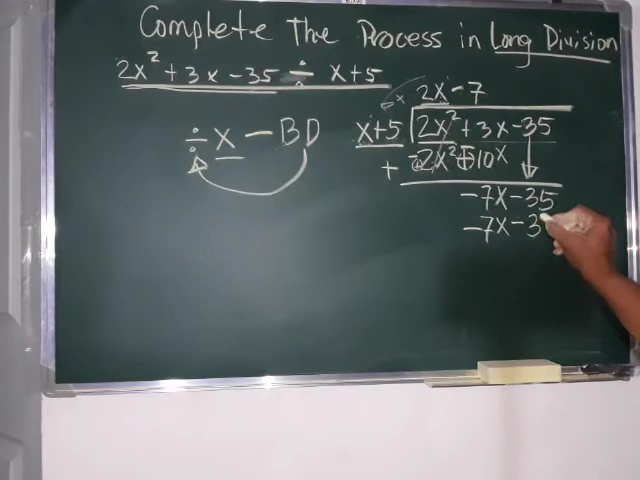 Complete The Process in Long Division
2x² + 3x - 35 ÷ x + 5
÷ x - BD
x
2x - 7
x+5 2x² + 3x - 35
-2x² + 10x
+
-7x - 35
-7x - 3